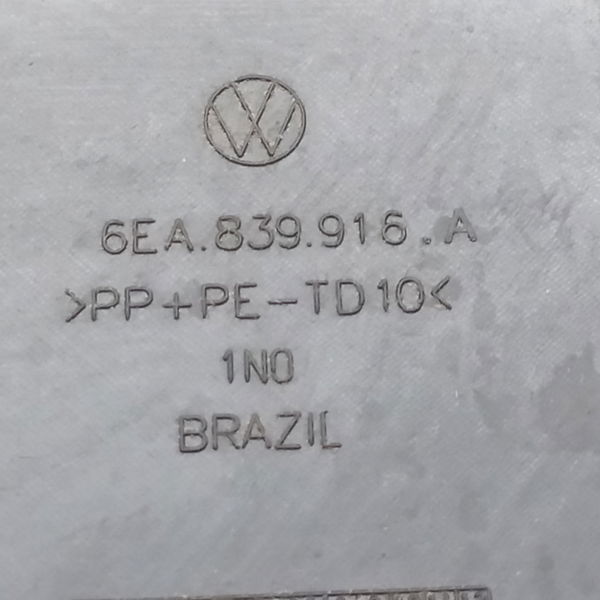 6EA.839.916.A
>PP+PE-TD10<
1N0
BRAZIL